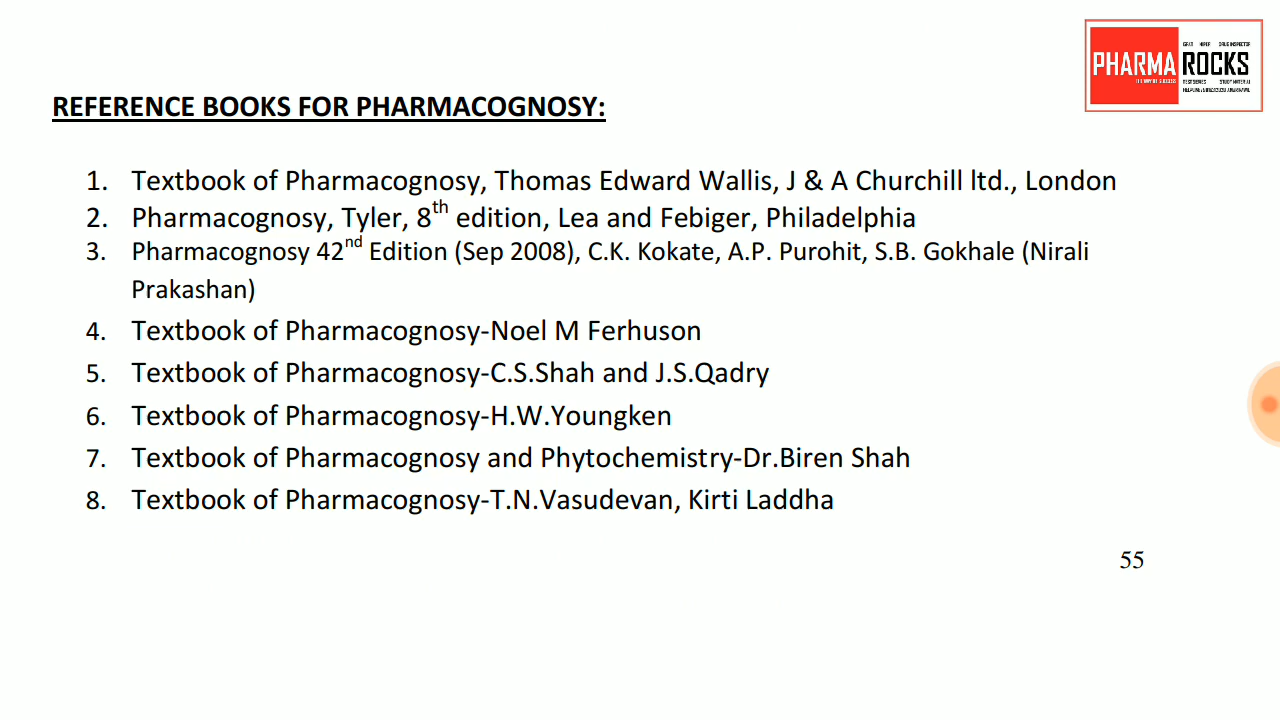 PHARMA ROCKS
REFERENCE BOOKS FOR PHARMACOGNOSY:
1. Textbook of Pharmacognosy, Thomas Edward Wallis, J & A Churchill ltd., London
2. Pharmacognosy, Tyler, 8th edition, Lea and Febiger, Philadelphia
3. Pharmacognosy 42nd Edition (Sep 2008), C.K. Kokate, A.P. Purohit, S.B. Gokhale (Nirali
Prakashan)
4. Textbook of Pharmacognosy-Noel M Ferhuson
5. Textbook of Pharmacognosy-C.S.Shah and J.S.Qadry
6. Textbook of Pharmacognosy-H.W.Youngken
7. Textbook of Pharmacognosy and Phytochemistry-Dr.Biren Shah
8. Textbook of Pharmacognosy-T.N.Vasudevan, Kirti Laddha
55